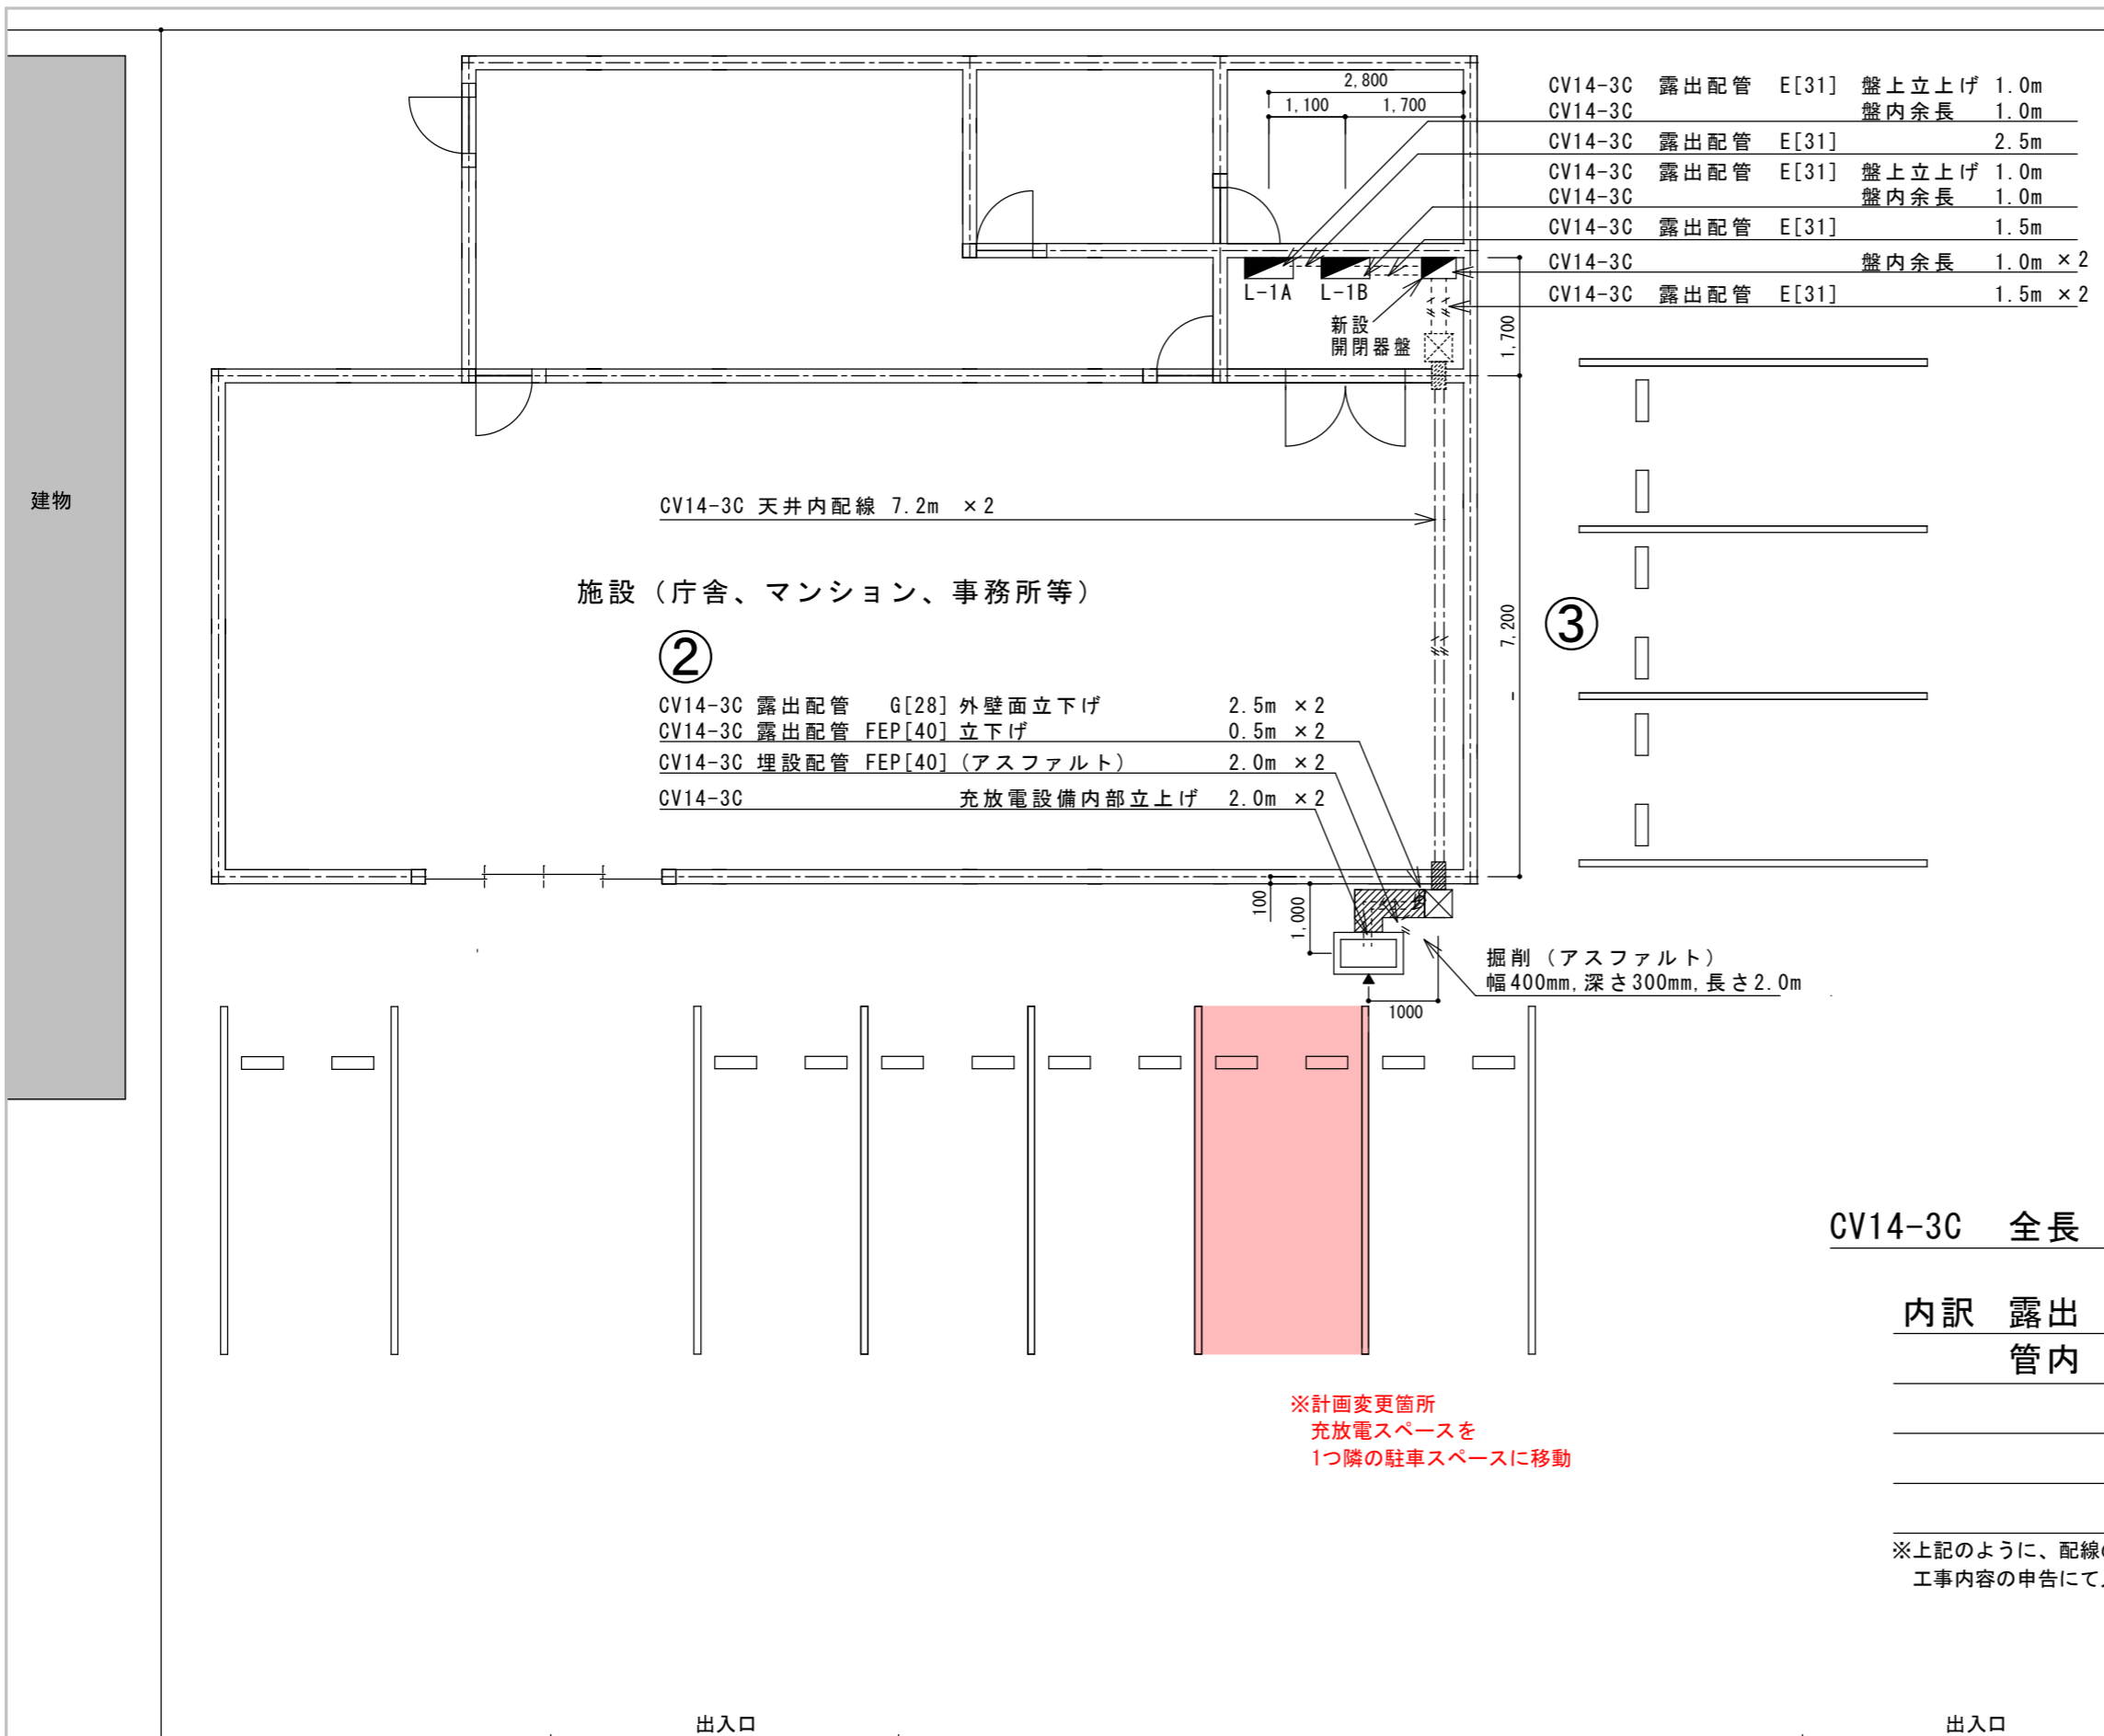 2,800
1,100 1,700
CV14-3C 露出配管 E[31] 盤上立上げ 1.0m
CV14-3C 盤内余長 1.0m
CV14-3C 露出配管 E[31] 2.5m
CV14-3C 露出配管 E[31] 盤上立上げ 1.0m
CV14-3C 盤内余長 1.0m
CV14-3C 露出配管 E[31] 1.5m
CV14-3C 盤内余長 1.0m ×2
CV14-3C 露出配管 E[31] 1.5m ×2
L-1A L-1B
新設
開閉器盤
1,700
建物
CV14-3C 天井内配線 7.2m ×2
施設（庁舎、マンション、事務所等）
②
7,200
③
CV14-3C 露出配管 G[28] 外壁面立下げ 2.5m ×2
CV14-3C 露出配管 FEP[40] 立下げ 0.5m ×2
CV14-3C 埋設配管 FEP[40] (アスファルト) 2.0m ×2
CV14-3C 充放電設備内部立上げ 2.0m ×2
100
1,000
掘削（アスファルト）
幅400mm,深さ300mm,長さ2.0m
1000
CV14-3C 全長
内訳 露出
管内
※計画変更箇所
充放電スペースを
1つ隣の駐車スペースに移動
※上記のように、配線
工事内容の申告にて
出入口 出入口